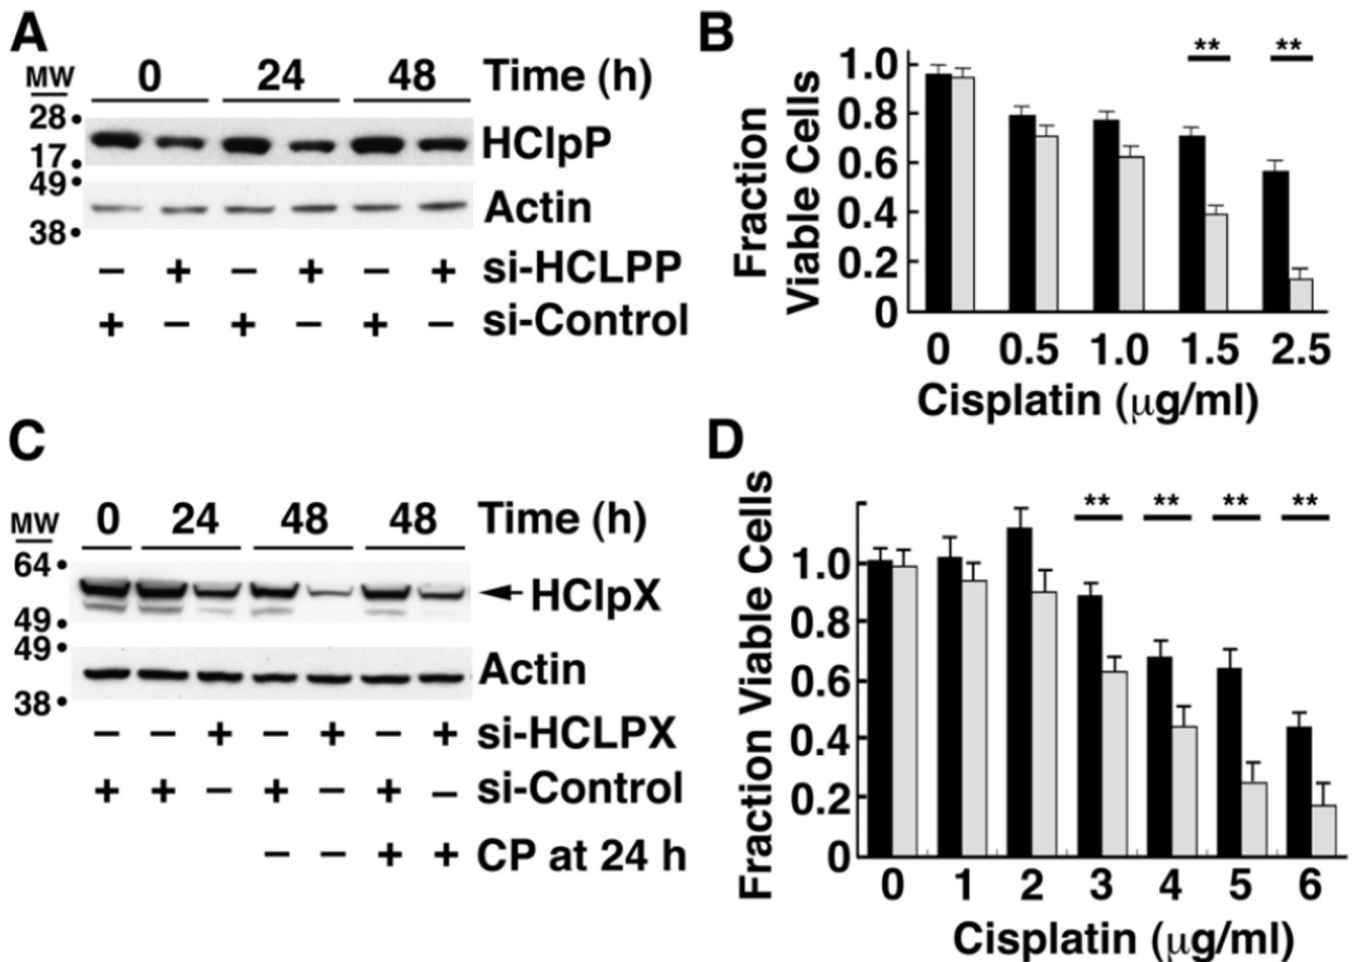 A
MW 0 24 48 Time (h)
28•
HClpP
17•
49•
Actin
38•
– + – + – + si-HCLPP
+ – + – + – si-Control
B
Fraction
Viable Cells
** **
1.0
0.8
0.6
0.4
0.2
0
0 0.5 1.0 1.5 2.5
Cisplatin (μg/ml)
C
MW 0 24 48 48 Time (h)
64•
HClpX
49•
49•
Actin
38•
– – + – + – + si-HCLPX
+ + – + – + – si-Control
– – + + CP at 24 h
D
Fraction Viable Cells
** ** ** **
1.0
0.8
0.6
0.4
0.2
0
0 1 2 3 4 5 6
Cisplatin (μg/ml)